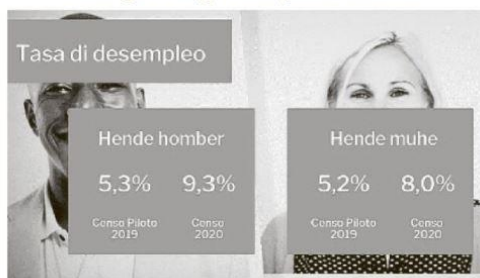 Tasa di desempleo
Hende homber
5,3% 9,3%
Censo Piloto 2019
Censo 2020
Hende muhe
5,2% 8,0%
Censo Piloto 2019
Censo 2020